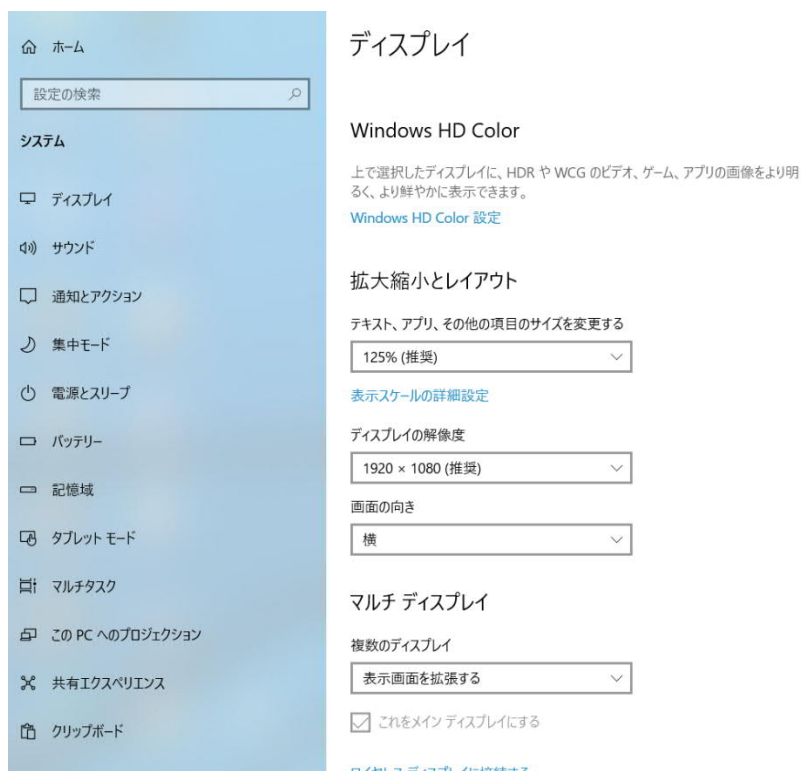 ホーム
設定の検索
システム
ディスプレイ
サウンド
通知とアクション
集中モード
電源とスリープ
バッテリー
記憶域
タブレット モード
マルチタスク
この PC へのプロジェクション
共有エクスペリエンス
クリップボード
ディスプレイ
Windows HD Color
上で選択したディスプレイに、HDR や WCG のビデオ、ゲーム、アプリの画像をより明
るく、より鮮やかに表示できます。
Windows HD Color 設定
拡大縮小とレイアウト
テキスト、アプリ、その他の項目のサイズを変更する
125% (推奨)
表示スケールの詳細設定
ディスプレイの解像度
1920 × 1080 (推奨)
画面の向き
横
マルチ ディスプレイ
複数のディスプレイ
表示画面を拡張する
これをメイン ディスプレイにする